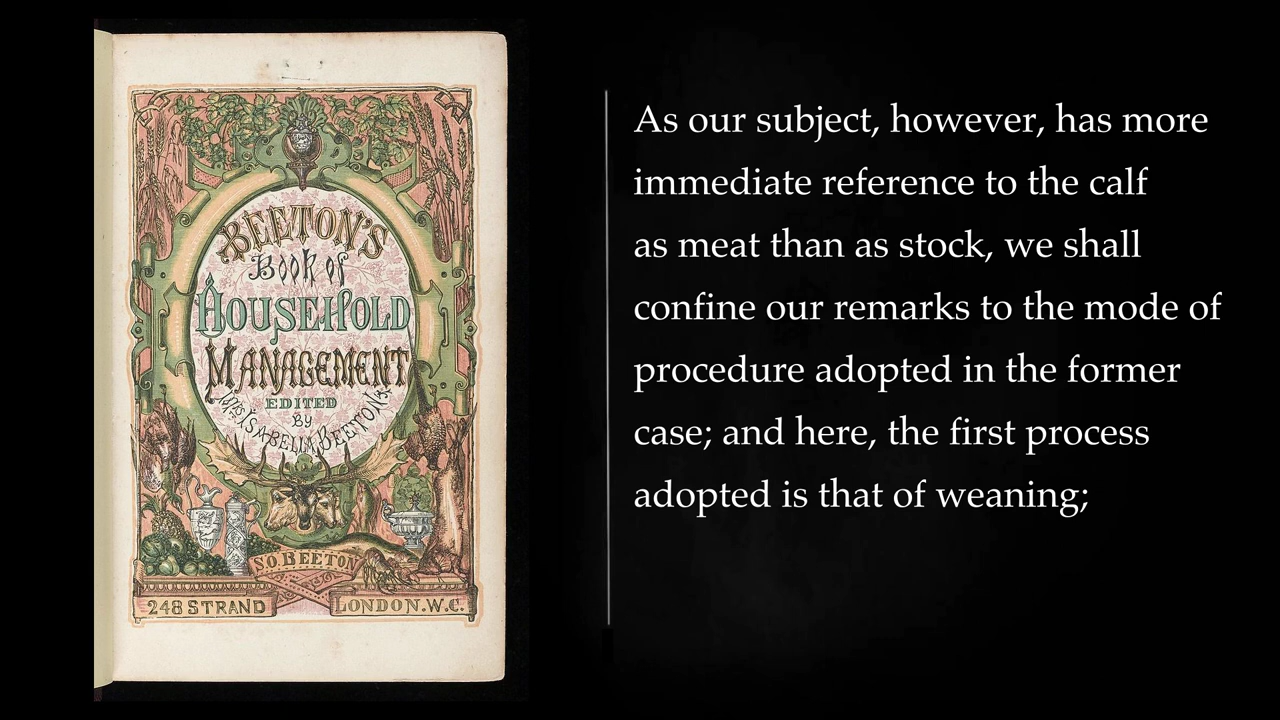 BEETON'S
Book of
HOUSEHOLD
MANAGEMENT
EDITED
BY
MRS ISABELLA BEETON
S.O. BEETON
248 STRAND
LONDON. W.C.
As our subject, however, has more
immediate reference to the calf
as meat than as stock, we shall
confine our remarks to the mode of
procedure adopted in the former
case; and here, the first process
adopted is that of weaning;